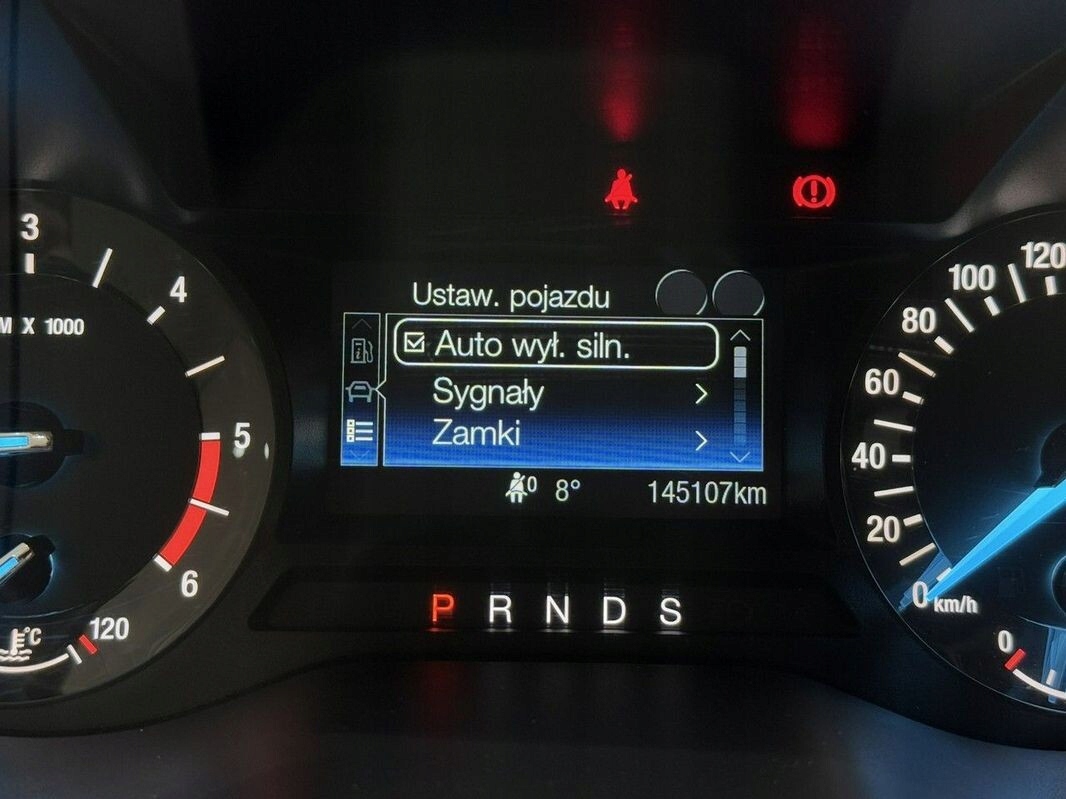 Ustaw. pojazdu
Auto wył. siln.
Sygnały
Zamki
0 8° 145107km
P R N D S
3
4
5
6
X 1000
°C
120
0
20
40
60
80
100
120
km/h
0